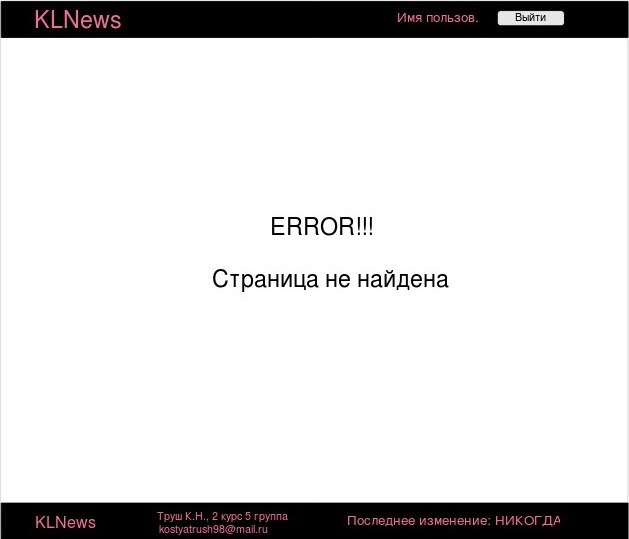 KLNews
Имя пользов.
Выйти
ERROR!!!
Страница не найдена
KLNews
Труш К.Н., 2 курс 5 группа
kostyatrush98@mail.ru
Последнее изменение: НИКОГДА